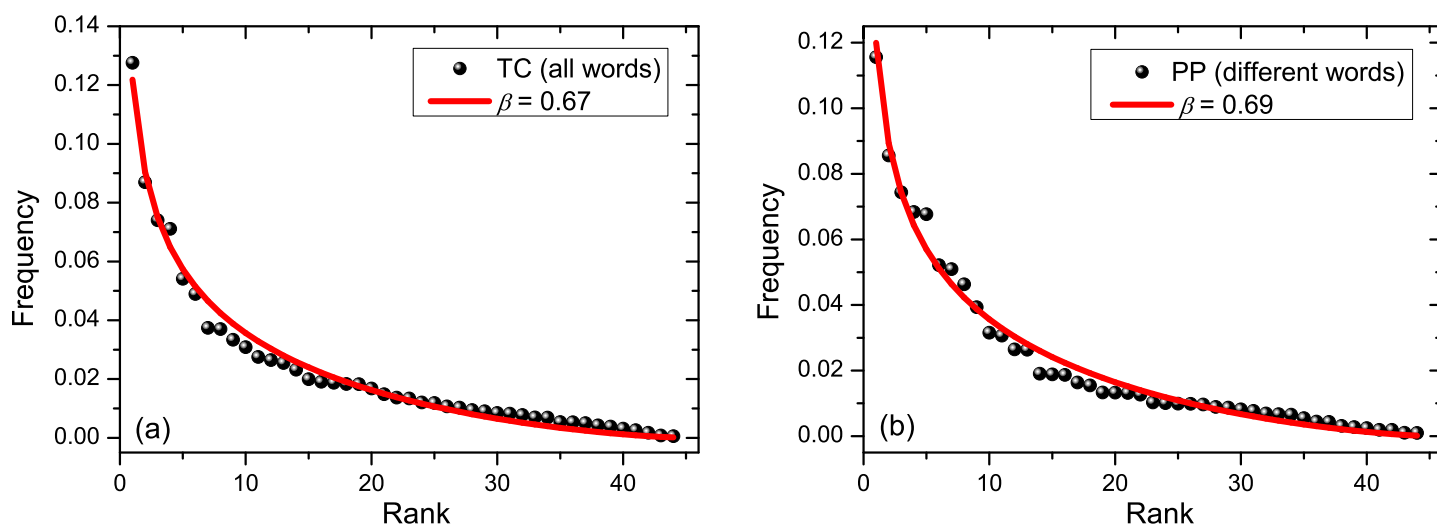 0.14
0.12
0.10
0.08
0.06
0.04
0.02
0.00
Frequency
TC (all words)
β = 0.67
(a)
0 10 20 30 40
Rank
0.12
0.10
0.08
0.06
0.04
0.02
0.00
Frequency
PP (different words)
β = 0.69
(b)
0 10 20 30 40
Rank